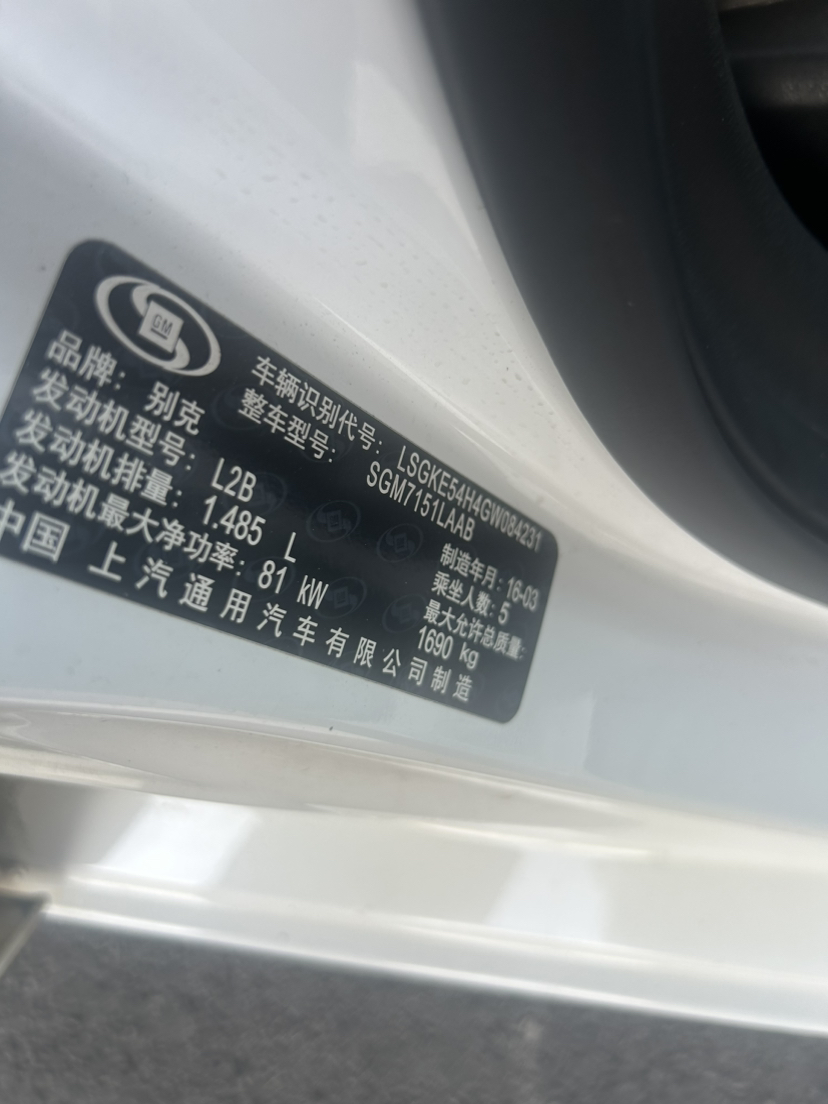 GM
车辆识别代号: LSGKE54H4GW084231
品牌: 别克 整车型号: SGM7151LAAB
发动机型号: L2B 制造年月: 16-03
发动机排量: 1.485 L 乘坐人数: 5
发动机最大净功率: 81 kW 最大允许总质量:
1690 kg
中国 上汽通用汽车有限公司制造